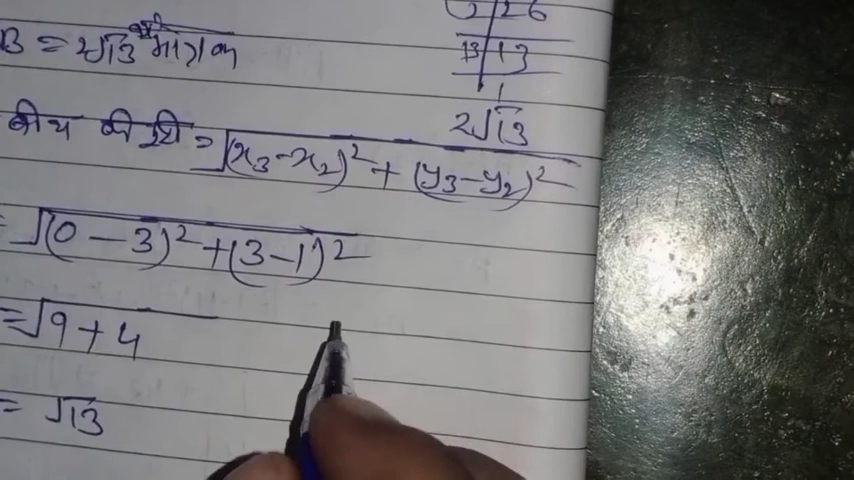 2 | 26
B = 2√13 मात्रक
13 | 13
1
2√13
बीच की दूरी = √(x₃-x₂)² + (y₃-y₂)²
= √(0 - 3)² + (3-1)²
= √9+4
= √13